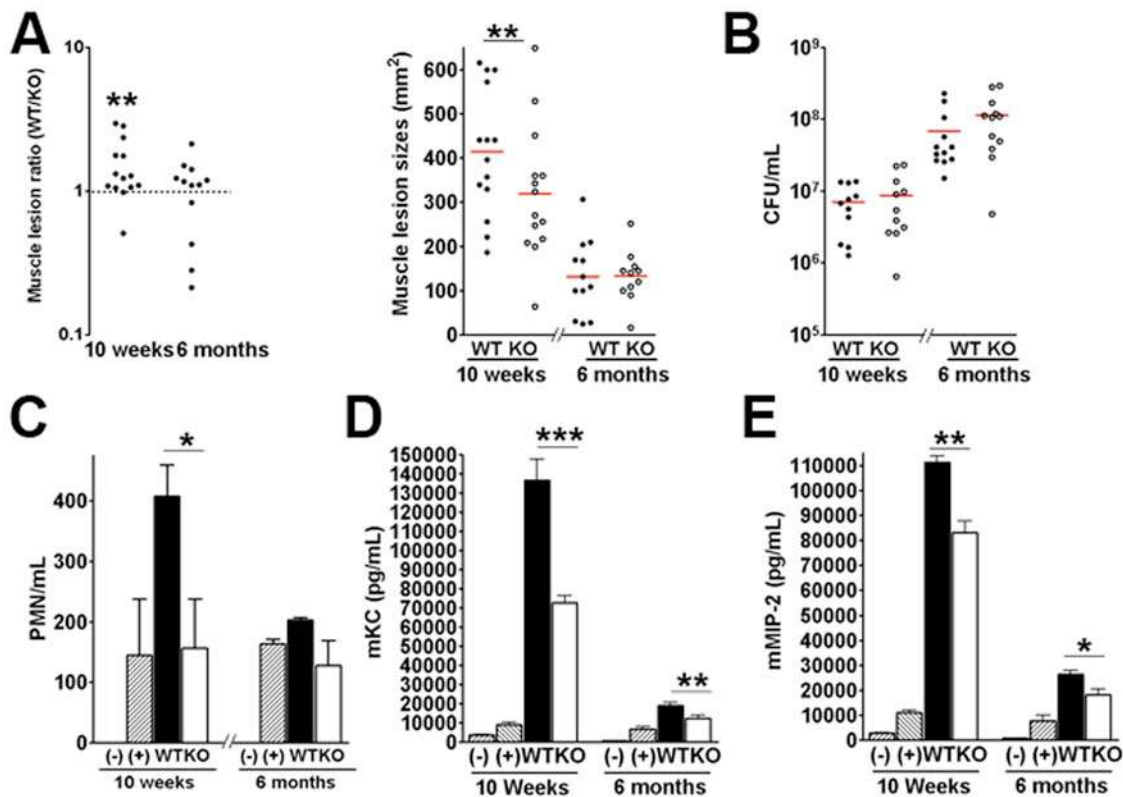 A
Muscle lesion ratio (WT/KO)
10
1
0.1
**
10 weeks 6 months
Muscle lesion sizes (mm²)
600
500
400
300
200
100
0
**
WT KO WT KO
10 weeks 6 months
B
CFU/mL
10⁹
10⁸
10⁷
10⁶
10⁵
WT KO WT KO
10 weeks 6 months
C
PMN/mL
400
300
200
100
0
*
(-) (+) WTKO (-) (+) WTKO
10 weeks 6 months
D
mKC (pg/mL)
150000
140000
130000
120000
110000
100000
90000
80000
70000
60000
50000
40000
30000
20000
10000
0
***
**
(-) (+)WTKO (-) (+)WTKO
10 Weeks 6 months
E
mMIP-2 (pg/mL)
110000
100000
90000
80000
70000
60000
50000
40000
30000
20000
10000
0
**
*
(-) (+)WTKO (-) (+)WTKO
10 Weeks 6 months